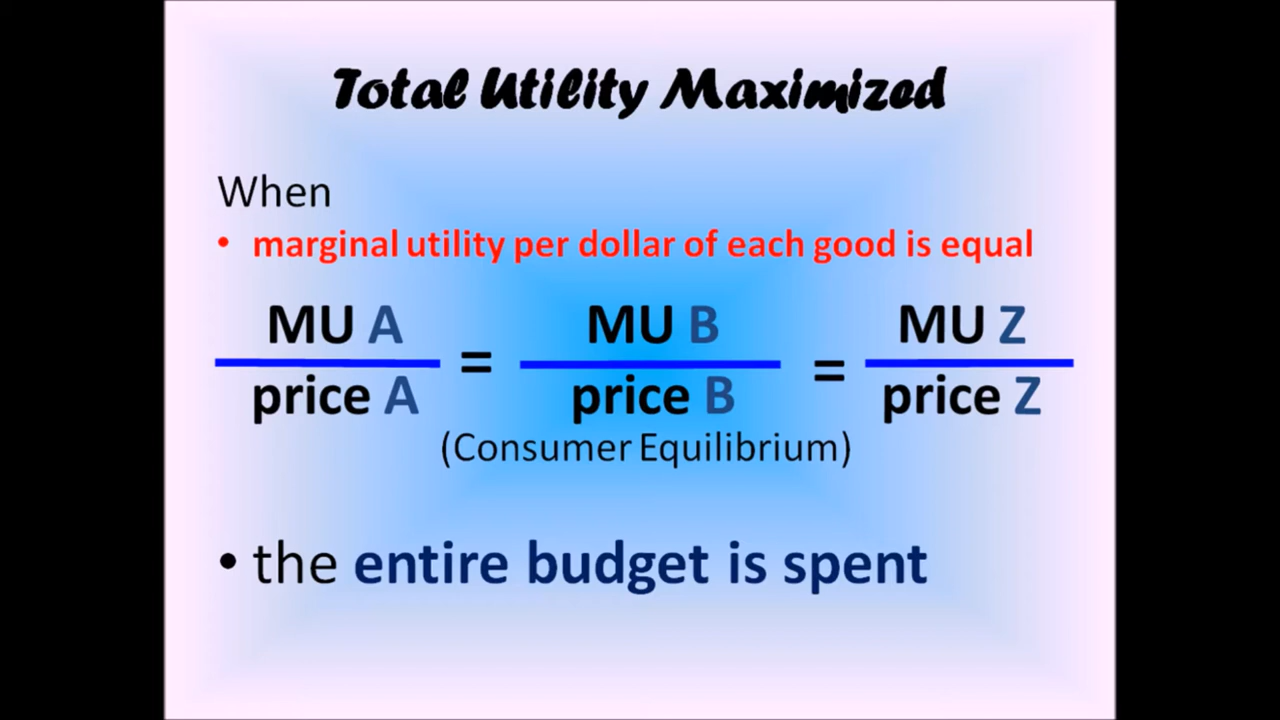 Total Utility Maximized
When
• marginal utility per dollar of each good is equal
MU A = MU B = MU Z
price A price B price Z
(Consumer Equilibrium)
• the entire budget is spent